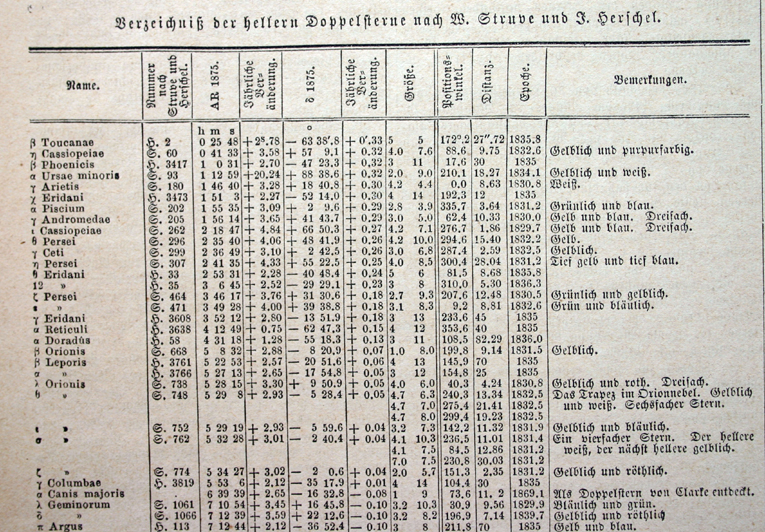 Verzeichniß der hellern Doppelsterne nach W. Struve und J. Herschel.
Name. Nummer nach Struve und Herschel. AR 1875. Jährliche Veränderung. δ 1875. Jährliche Veränderung. Größe. Positionswinkel. Distanz. Epoche. Bemerkungen.
h m s °
β Toucanae H. 2 0 25 48 + 2ˢ.78 — 63 38'.8 + 0'.33 5 5 172°.2 27".72 1835.8
η Cassiopeiae S. 60 0 41 33 + 3.58 + 57 9.1 + 0.32 4.0 7.6 88.6 9.75 1832.6 Gelblich und purpurfarbig.
β Phoenicis H. 3417 1 0 31 + 2.70 — 47 23.3 + 0.32 3 11 17.6 30 1835
α Ursae minoris S. 93 1 12 59 +20,24 + 88 38.6 + 0.32 2.0 9.0 210.1 18.27 1834.1 Gelblich und weiß.
γ Arietis S. 180 1 46 40 + 3.28 + 18 40.8 + 0.30 4.2 4.4 0.0 8.63 1830.8 Weiß.
χ Eridani H. 3473 1 51 3 + 2.27 — 52 14.0 + 0.30 4 14 192.3 12 1835
α Piscium S. 202 1 55 35 + 3.09 + 2 9.6 + 0.29 2.8 3.9 335.7 3.64 1831.2 Grünlich und blau.
γ Andromedae S. 205 1 56 14 + 3.65 + 41 43.7 + 0.29 3.0 5.0 62.4 10.33 1830.0 Gelb und blau. Dreifach.
ι Cassiopeiae S. 262 2 18 47 + 4.84 + 66 50.3 + 0.27 4.2 7.1 276.7 1.86 1829.7 Gelb und blau. Dreifach.
θ Persei S. 296 2 35 40 + 4.06 + 48 41.9 + 0.26 4.2 10.0 294.6 15.40 1832.2 Gelb.
γ Ceti S. 299 2 36 49 + 3.10 + 2 42.5 + 0.26 3.0 6.8 287.4 2.59 1832.5 Gelblich.
η Persei S. 307 2 41 35 + 4.33 + 55 22.5 + 0.25 4.0 8.5 300.4 28.04 1831.2 Tief gelb und tief blau.
θ Eridani H. 33 2 53 31 + 2.28 — 40 48.4 + 0.24 5 6 81.5 8.68 1835.8
12 » H. 35 3 6 45 + 2.52 — 29 29.1 + 0.23 3 8 310.0 5.30 1836.3
ζ Persei S. 464 3 46 17 + 3.76 + 31 30.6 + 0.18 2.7 9.3 207.6 12.48 1830.5 Grünlich und gelblich.
ε » S. 471 3 49 28 + 4.00 + 39 38.8 + 0.18 3.1 8.3 9.2 8.81 1832.6 Grün und bläulich.
γ Eridani H. 3608 3 52 12 + 2.80 — 13 51.9 + 0.18 3 13 233.6 45 1835
α Reticuli H. 3638 4 12 49 + 0.75 — 62 47.3 + 0.15 4 12 353,6 40 1835
α Doradûs H. 58 4 31 18 + 1.28 — 55 18.3 + 0.13 3 11 108.5 82.29 1836.0
β Orionis S. 668 5 8 32 + 2.88 — 8 20.9 + 0.07 1.0 8.0 199.8 9.14 1831.5 Gelblich.
β Leporis H. 3761 5 22 53 + 2.57 — 20 51.6 + 0.06 4 13 145.9 70 1835
α » H. 3766 5 27 13 + 2.65 — 17 54.8 + 0.05 3 12 154.8 25 1835
λ Orionis S. 738 5 28 15 + 3.30 + 9 50.9 + 0.05 4.0 6.0 40,3 4.24 1830.8 Gelblich und roth. Dreifach.
θ » S. 748 5 29 8 + 2.93 — 5 28.4 + 0.05 4.7 6.3 240,3 13.34 1832.5 Das Trapez im Orionnebel. Gelblich
4.7 7.0 275,4 21.41 1832.5 und weiß. Sechsfacher Stern.
4.7 8.0 299,4 19.23 1832.5
ι » S. 752 5 29 19 + 2.93 — 5 59.6 + 0.04 3.2 7.3 142,2 11.32 1831.9 Gelblich und bläulich.
σ » S. 762 5 32 28 + 3.01 — 2 40.4 + 0.04 4.1 10.3 236,5 11.01 1831.4 Ein vierfacher Stern. Der hellere
4.1 7.5 84,5 12.86 1831.2 weiß, der nächst hellere gelblich.
7.0 7.5 230.8 30.03 1831.2
ζ » S. 774 5 34 27 + 3,02 — 2 0.6 + 0.04 2.0 5.7 151.3 2.35 1831.2 Gelblich und röthlich.
γ Columbae H. 3819 5 53 6 + 2,12 — 35 17.9 + 0.01 4 14 104.4 30 1835
α Canis majoris 6 39 39 + 2.65 — 16 32.8 — 0.08 1 9 73.6 11. 2 1869.1 Als Doppelstern von Clarke entdeckt.
λ Geminorum S. 1061 7 10 54 + 3.45 + 16 45.8 — 0.10 3.2 10.3 30.9 9.56 1829.9 Bläulich und grün.
δ » S. 1066 7 12 39 + 3.59 + 22 12.6 — 0.10 3.2 8.2 196.9 7.14 1839.7 Gelblich und röthlich
π Argus H. 113 7 12 44 + 2.12 — 36 52.4 — 0.10 3 8 211,8 70 1835 Gelb und blau.